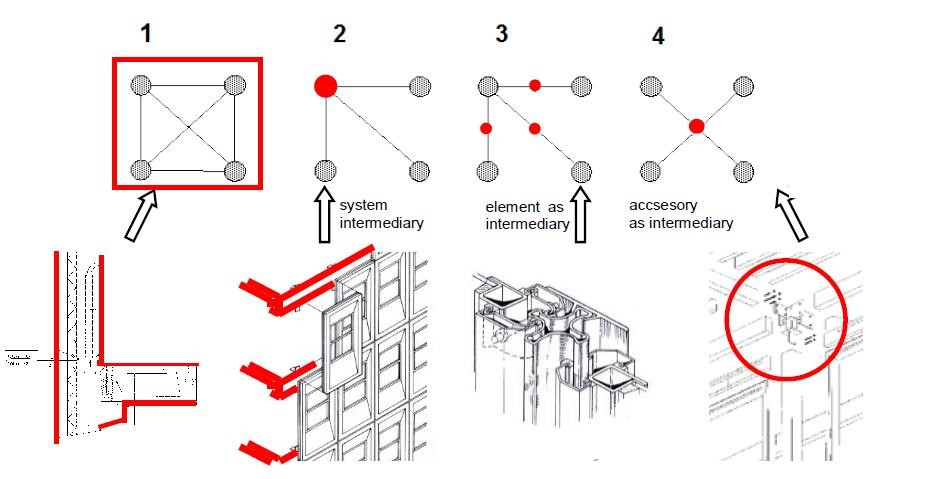 1
2
3
4
system
intermediary
element as
intermediary
accsesory
as intermediary